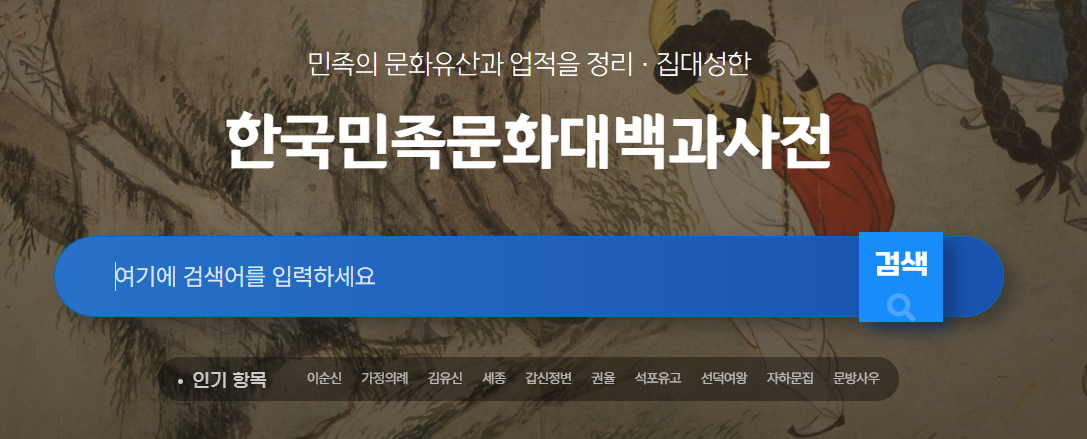 민족의 문화유산과 업적을 정리 · 집대성한
한국민족문화대백과사전
여기에 검색어를 입력하세요
검색
• 인기 항목 이순신 가정의례 김유신 세종 갑신정변 권율 석포유고 선덕여왕 자하문집 문방사우